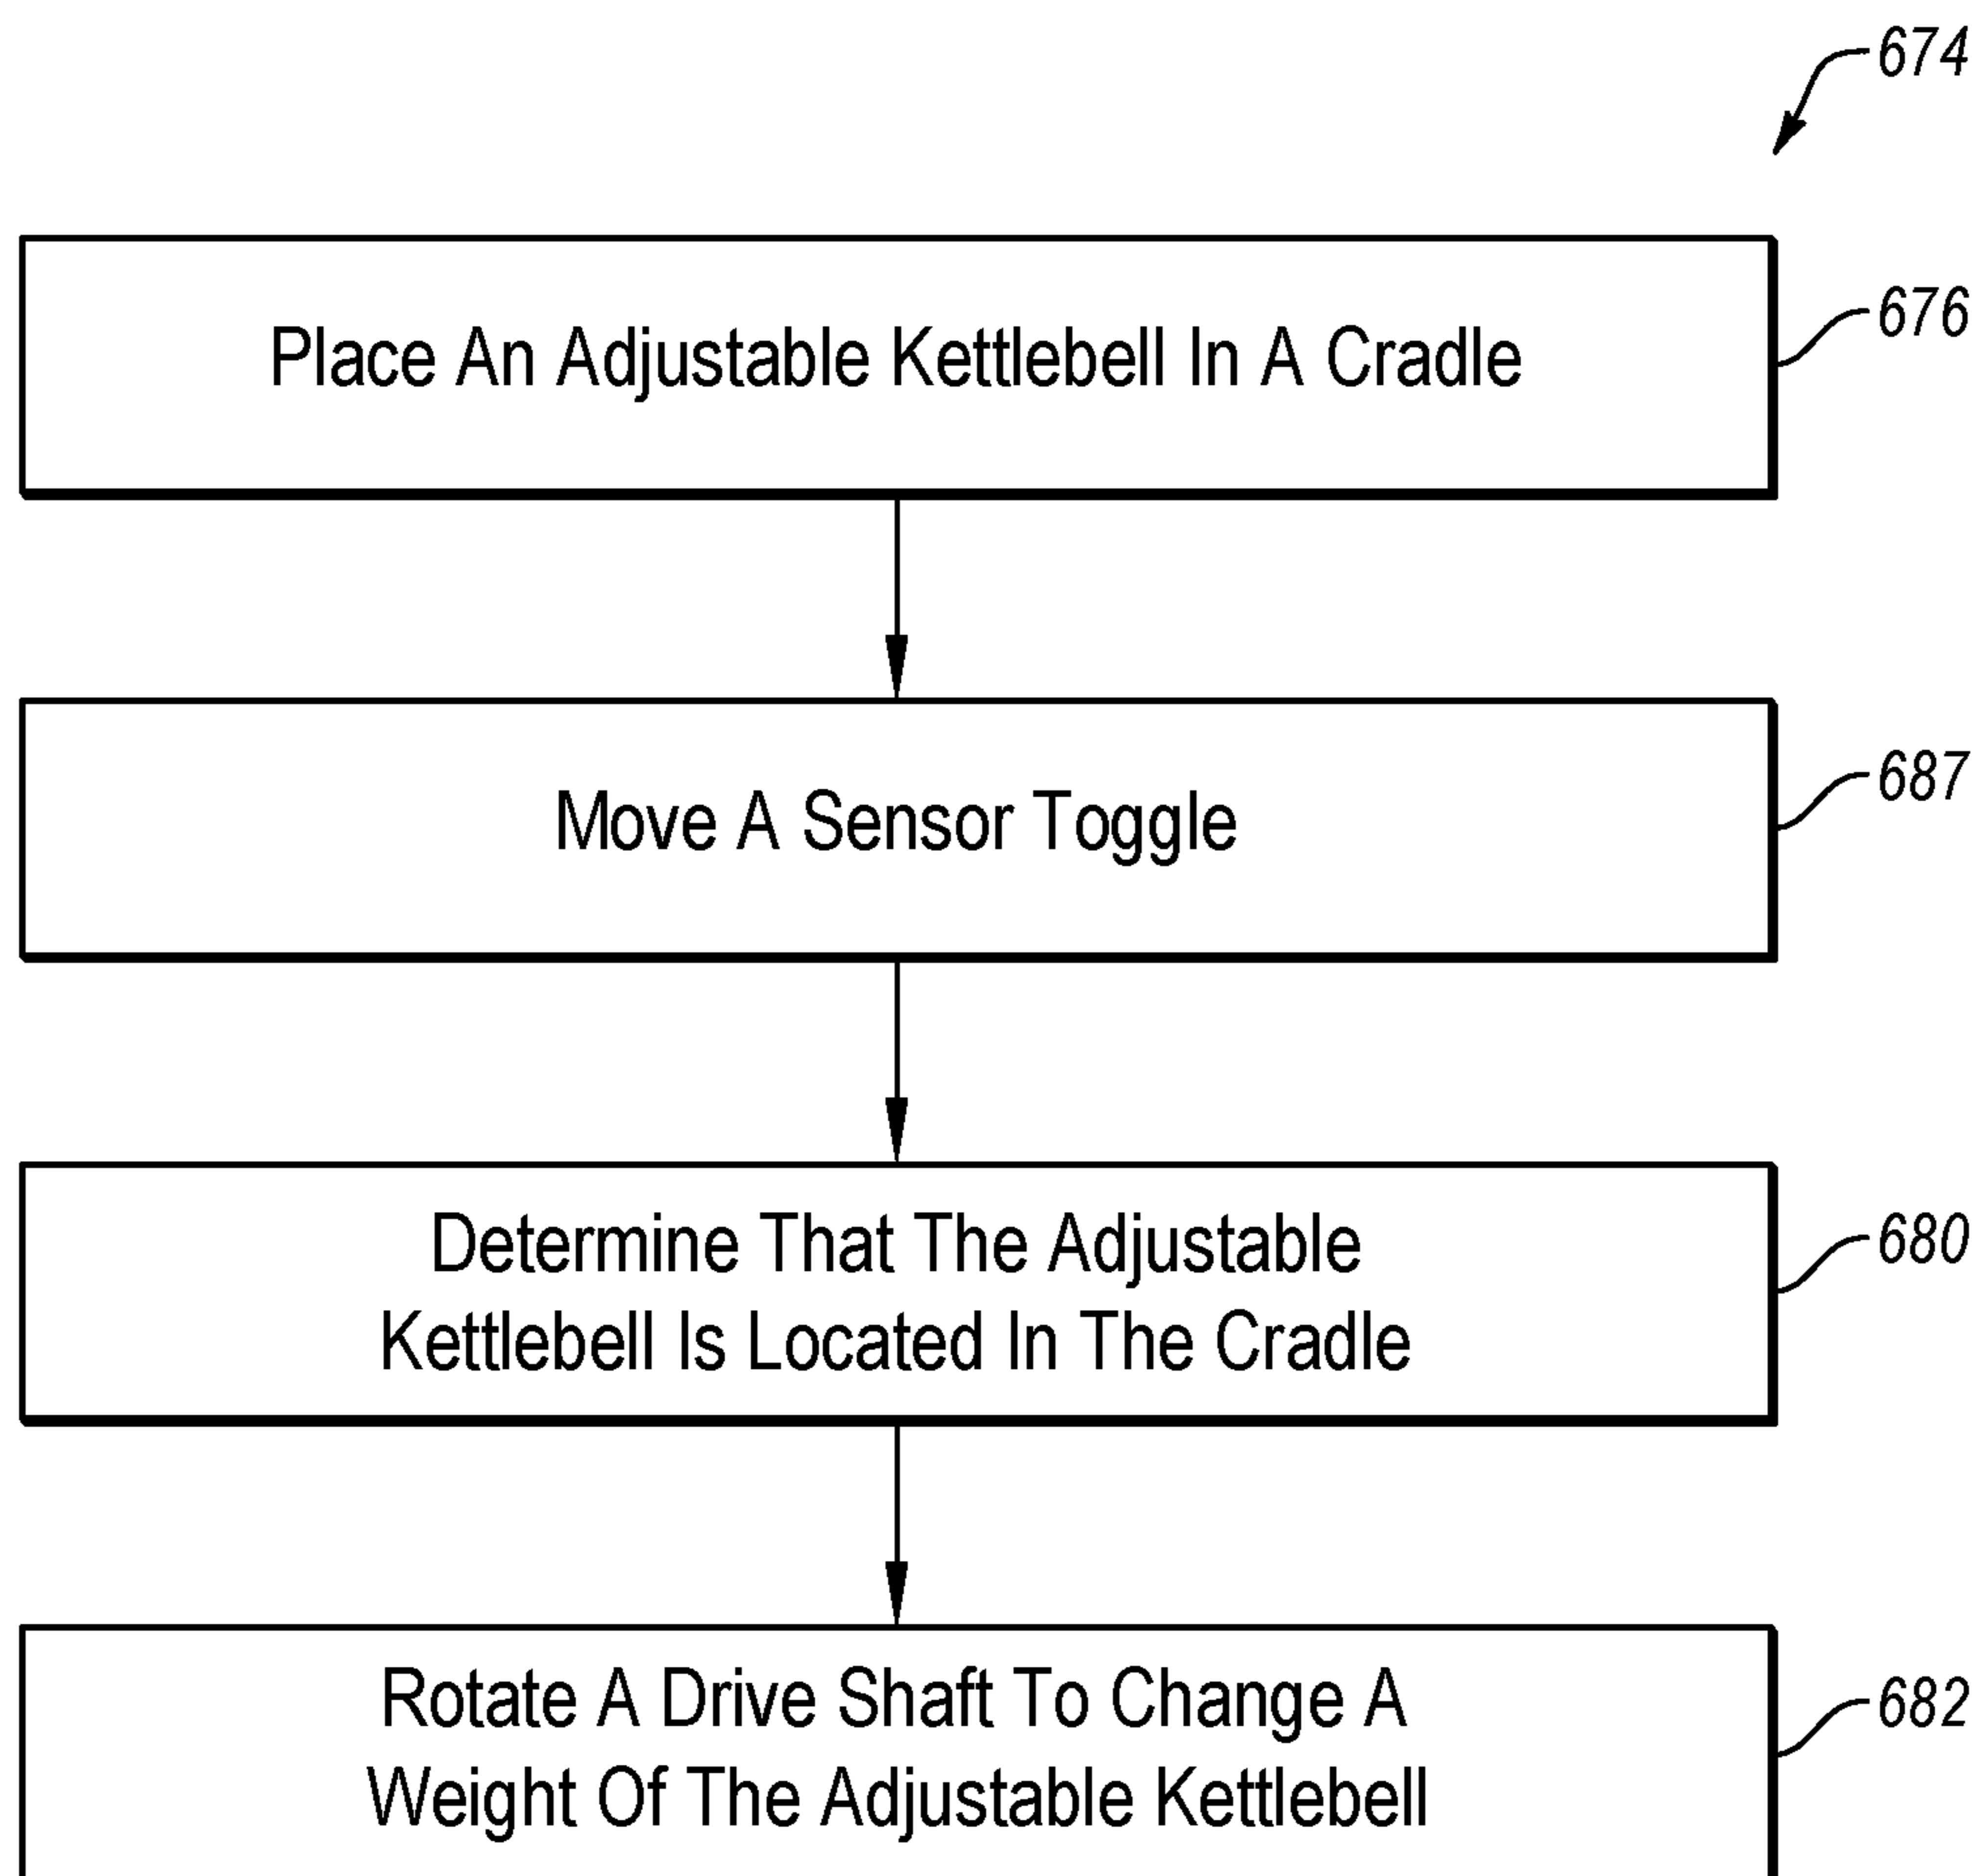 674
Place An Adjustable Kettlebell In A Cradle
676
Move A Sensor Toggle
687
Determine That The Adjustable
Kettlebell Is Located In The Cradle
680
Rotate A Drive Shaft To Change A
Weight Of The Adjustable Kettlebell
682